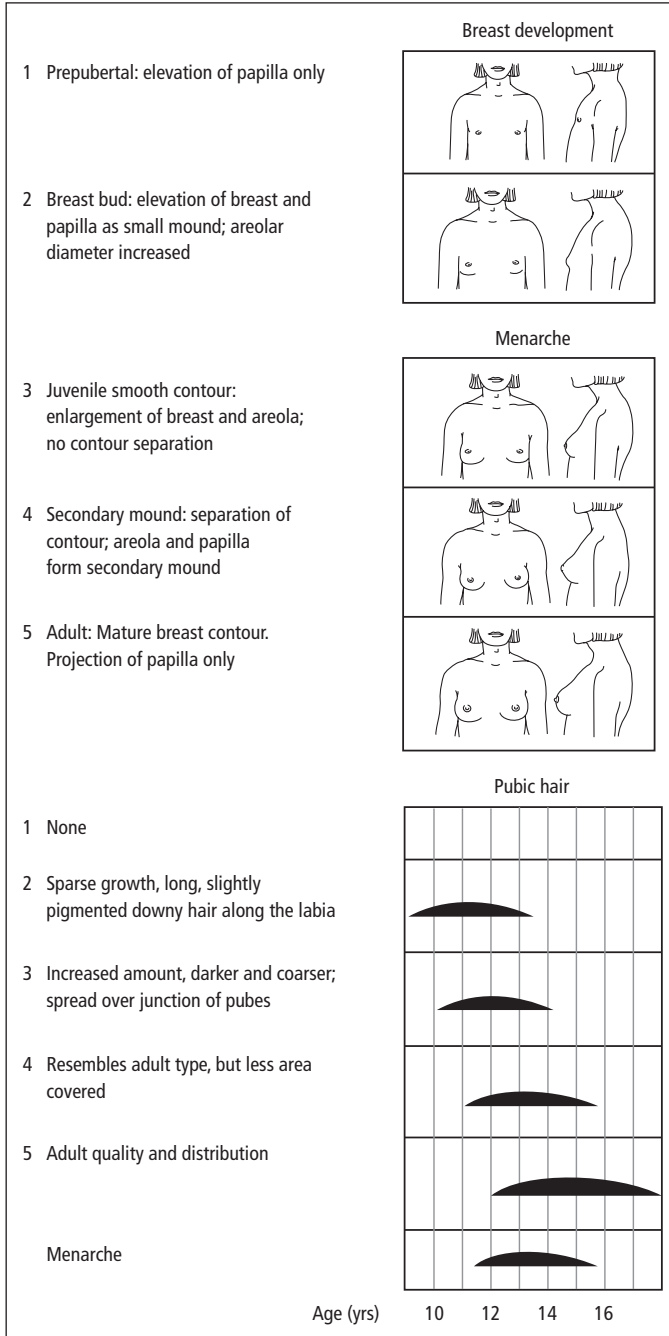 Breast development
1 Prepubertal: elevation of papilla only
2 Breast bud: elevation of breast and
papilla as small mound; areolar
diameter increased
Menarche
3 Juvenile smooth contour:
enlargement of breast and areola;
no contour separation
4 Secondary mound: separation of
contour; areola and papilla
form secondary mound
5 Adult: Mature breast contour.
Projection of papilla only
Pubic hair
1 None
2 Sparse growth, long, slightly
pigmented downy hair along the labia
3 Increased amount, darker and coarser;
spread over junction of pubes
4 Resembles adult type, but less area
covered
5 Adult quality and distribution
Menarche
Age (yrs) 10 12 14 16